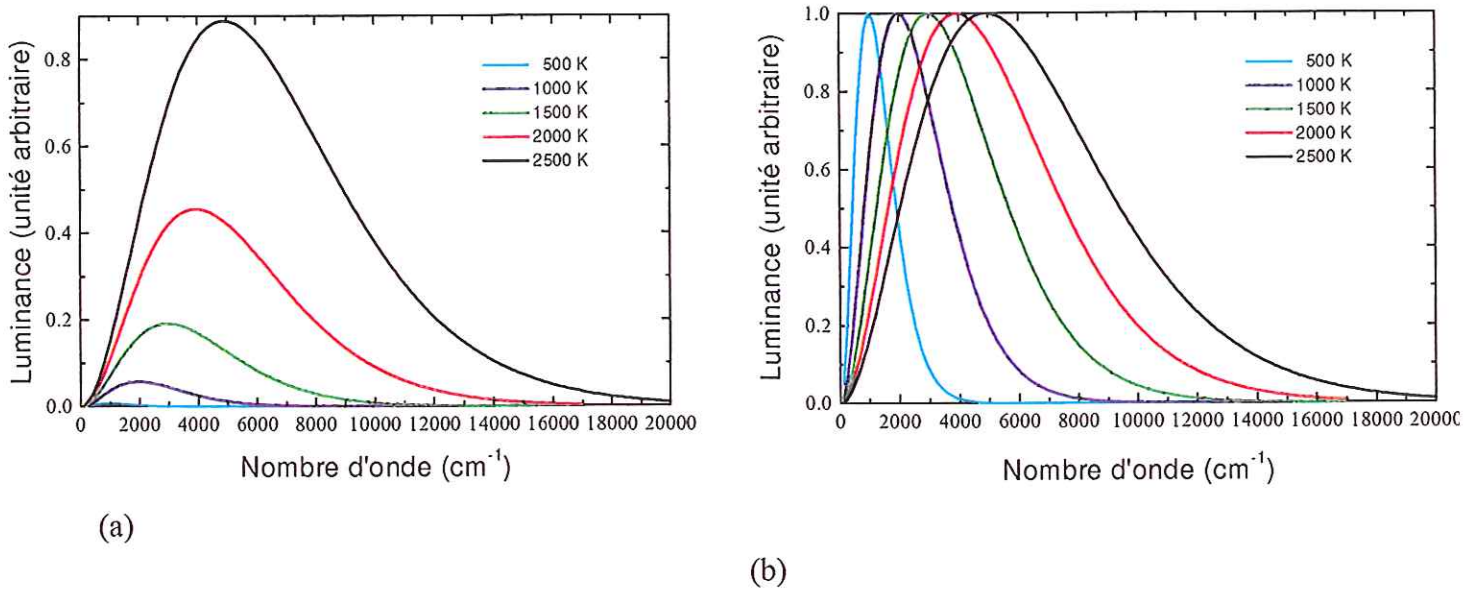 0.8
0.6
0.4
0.2
0.0
Luminance (unité arbitraire)
500 K
1000 K
1500 K
2000 K
2500 K
0 2000 4000 6000 8000 10000 12000 14000 16000 18000 20000
Nombre d'onde (cm⁻¹)
(a)
1.0
0.8
0.6
0.4
0.2
0.0
Luminance (unité arbitraire)
500 K
1000 K
1500 K
2000 K
2500 K
0 2000 4000 6000 8000 10000 12000 14000 16000 18000 2000
Nombre d'onde (cm⁻¹)
(b)